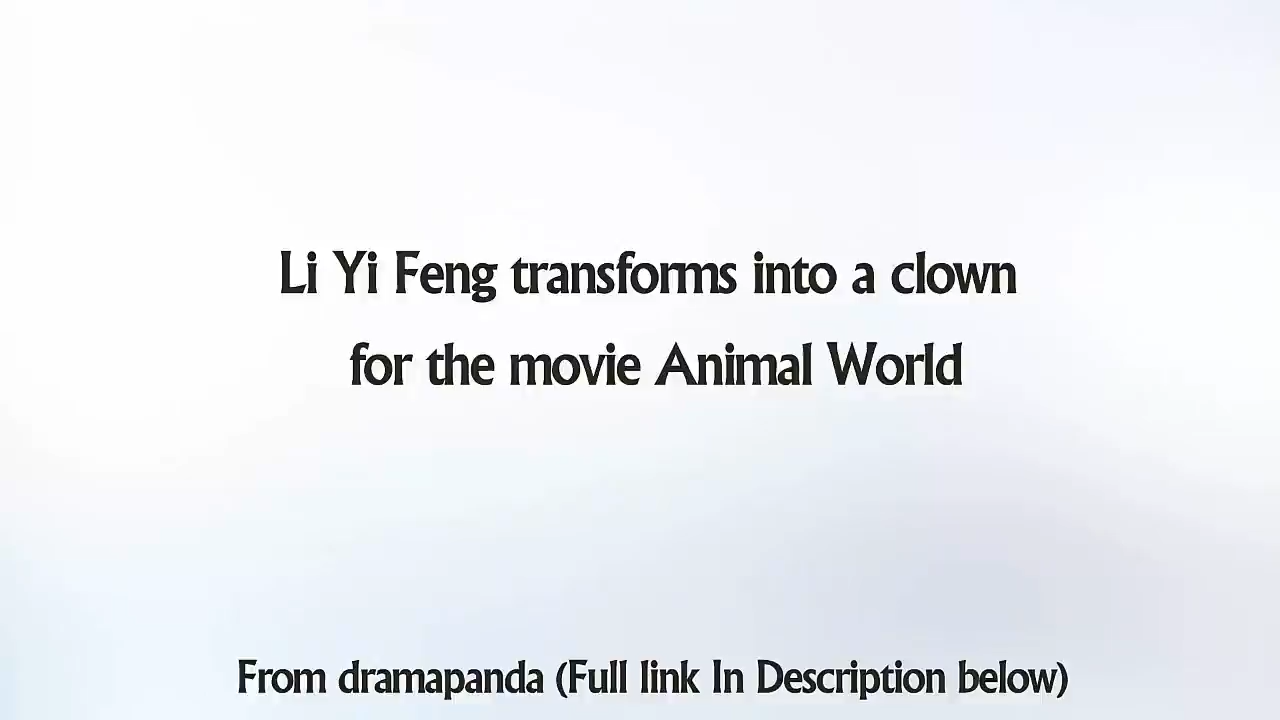 Li Yi Feng transforms into a clown
for the movie Animal World
From dramapanda (Full link In Description below)